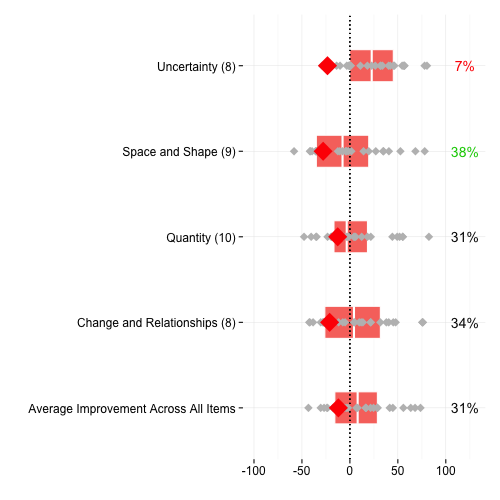 Uncertainty (8) 7%
Space and Shape (9) 38%
Quantity (10) 31%
Change and Relationships (8) 34%
Average Improvement Across All Items 31%
-100 -50 0 50 100